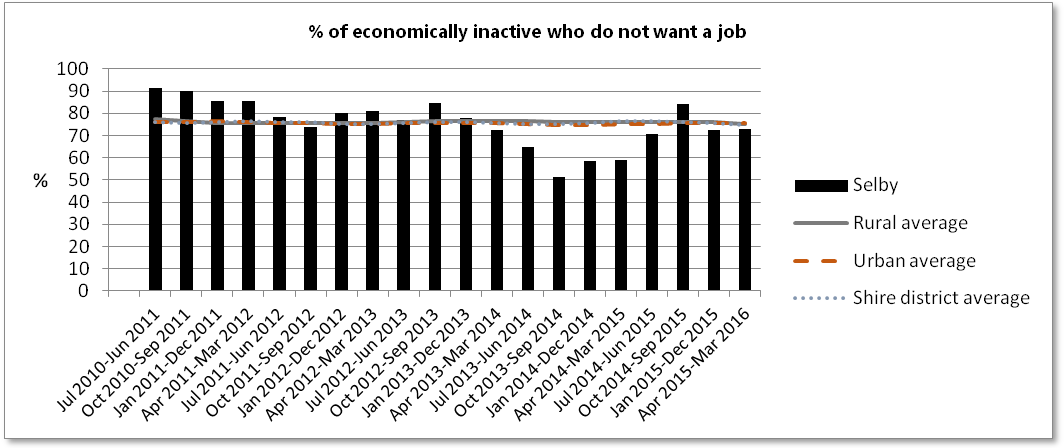 % of economically inactive who do not want a job
100
90
80
70
60
50
40
30
20
10
0
%
Jul 2010-Jun 2011
Oct 2010-Sep 2011
Jan 2011-Dec 2011
Apr 2011-Mar 2012
Jul 2011-Jun 2012
Oct 2011-Sep 2012
Jan 2012-Dec 2012
Apr 2012-Mar 2013
Jul 2012-Jun 2013
Oct 2012-Sep 2013
Jan 2013-Dec 2013
Apr 2013-Mar 2014
Jul 2013-Jun 2014
Oct 2013-Sep 2014
Jan 2014-Dec 2014
Apr 2014-Mar 2015
Jul 2014-Jun 2015
Oct 2014-Sep 2015
Jan 2015-Dec 2015
Apr 2015-Mar 2016
Selby
Rural average
Urban average
Shire district average